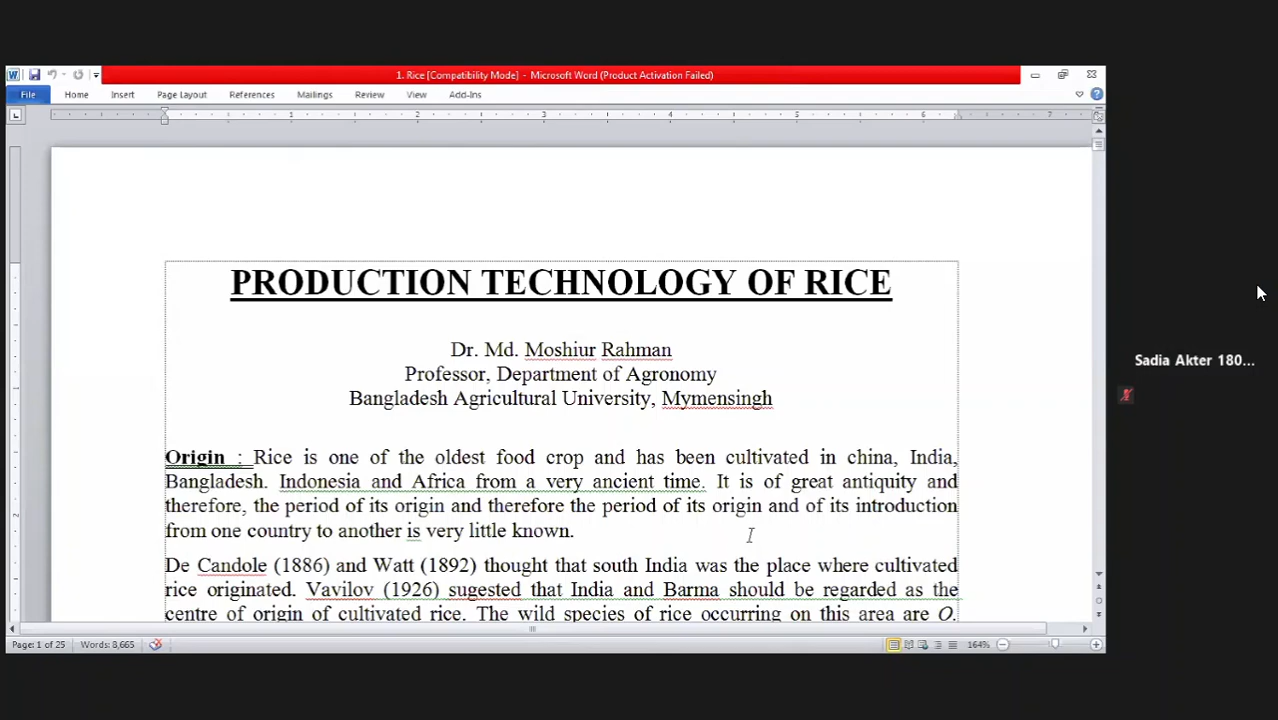 1. Rice [Compatibility Mode] - Microsoft Word (Product Activation Failed)
File Home Insert Page Layout References Mailings Review View Add-Ins
1 2 3 4 5 6 7
PRODUCTION TECHNOLOGY OF RICE
Dr. Md. Moshiur Rahman
Professor, Department of Agronomy
Bangladesh Agricultural University, Mymensingh
Sadia Akter 180...
Origin : Rice is one of the oldest food crop and has been cultivated in china, India,
Bangladesh. Indonesia and Africa from a very ancient time. It is of great antiquity and
therefore, the period of its origin and therefore the period of its origin and of its introduction
from one country to another is very little known.
De Candole (1886) and Watt (1892) thought that south India was the place where cultivated
rice originated. Vavilov (1926) sugested that India and Barma should be regarded as the
centre of origin of cultivated rice. The wild species of rice occurring on this area are O.
Page: 1 of 25 Words: 8,665 164%